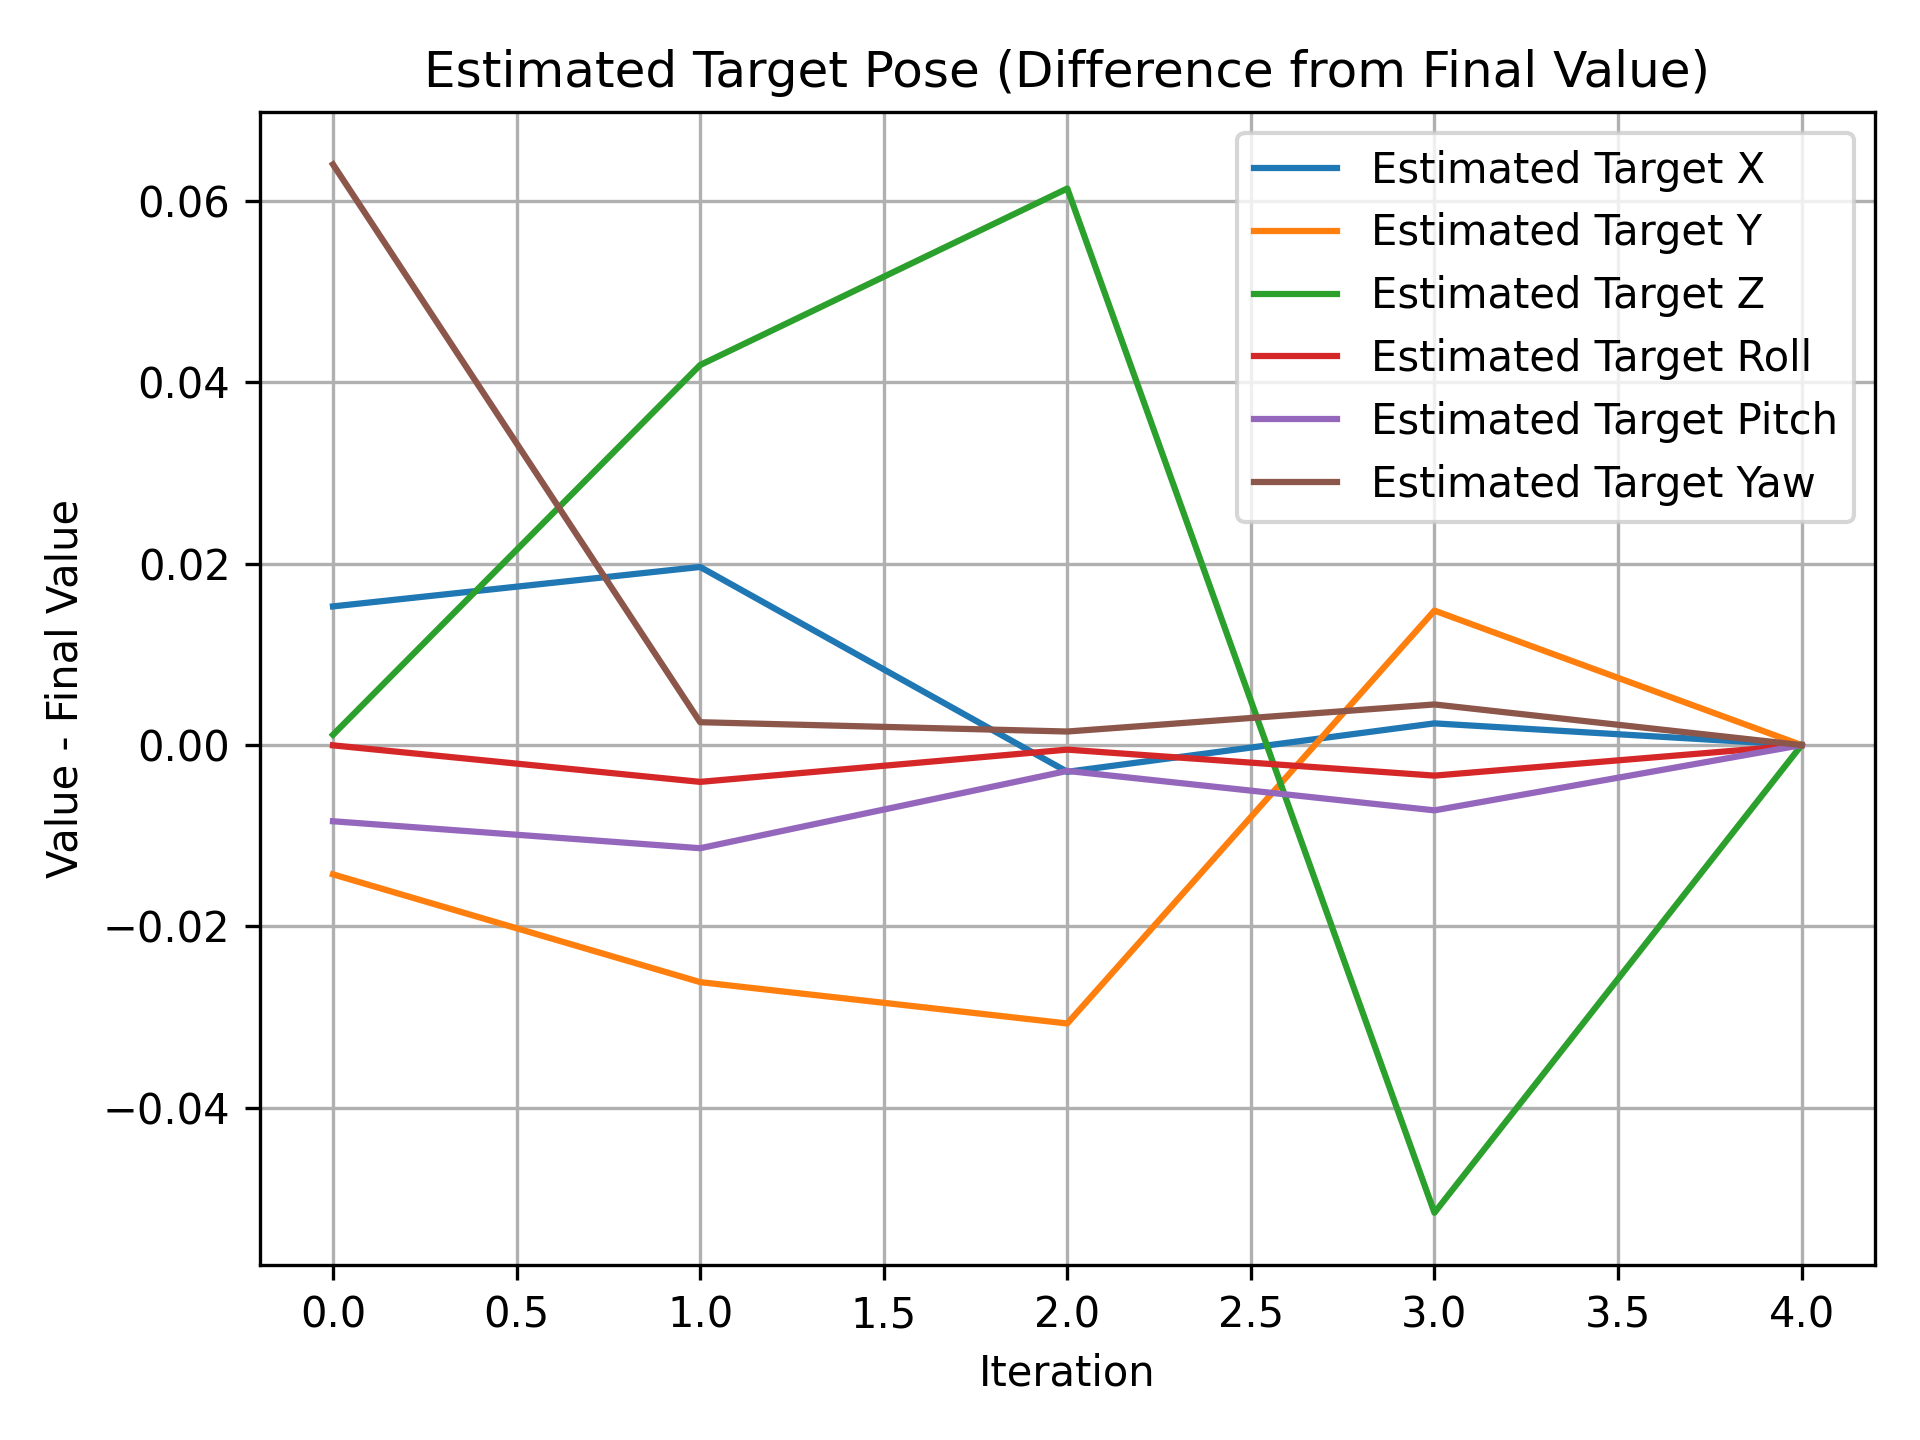 Estimated Target Pose (Difference from Final Value)
Estimated Target X
Estimated Target Y
Estimated Target Z
Estimated Target Roll
Estimated Target Pitch
Estimated Target Yaw
Value - Final Value
0.06
0.04
0.02
0.00
−0.02
−0.04
0.0 0.5 1.0 1.5 2.0 2.5 3.0 3.5 4.0
Iteration